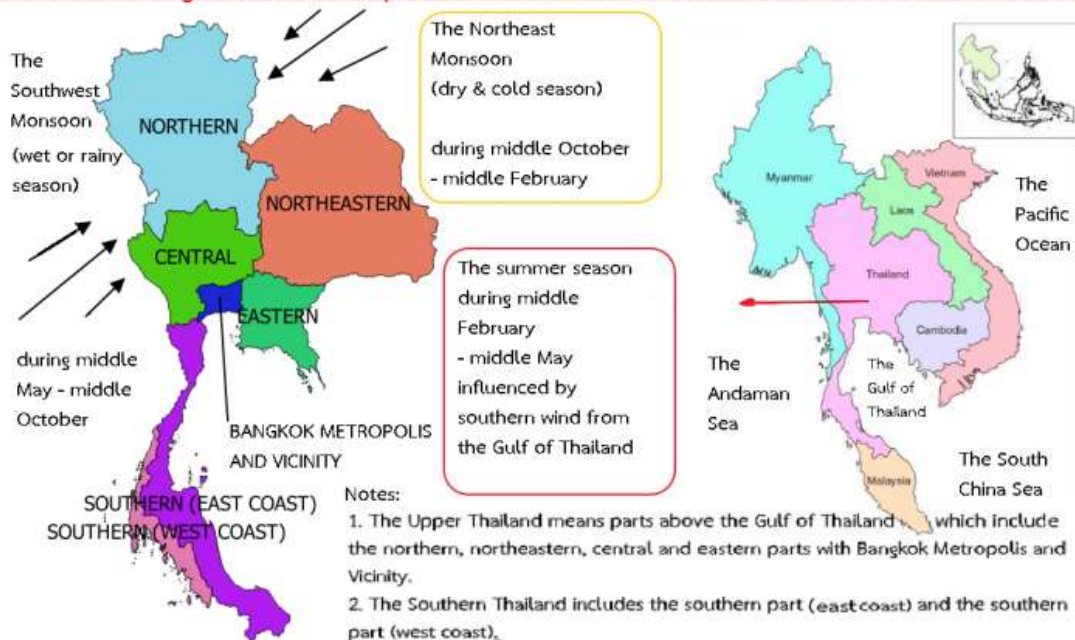 The
Southwest
Monsoon
(wet or rainy
season)
during middle
May - middle
October
NORTHERN
NORTHEASTERN
CENTRAL
EASTERN
BANGKOK METROPOLIS
AND VICINITY
SOUTHERN (EAST COAST)
SOUTHERN (WEST COAST)
The Northeast
Monsoon
(dry & cold season)
during middle October
- middle February
The summer season
during middle
February
- middle May
influenced by
southern wind from
the Gulf of Thailand
Myanmar
Laos
Vietnam
Thailand
Cambodia
Malaysia
The
Pacific
Ocean
The
Andaman
Sea
The
Gulf of
Thailand
The South
China Sea
Notes:
1. The Upper Thailand means parts above the Gulf of Thailand which include
the northern, northeastern, central and eastern parts with Bangkok Metropolis and
Vicinity.
2. The Southern Thailand includes the southern part (east coast) and the southern
part (west coast).